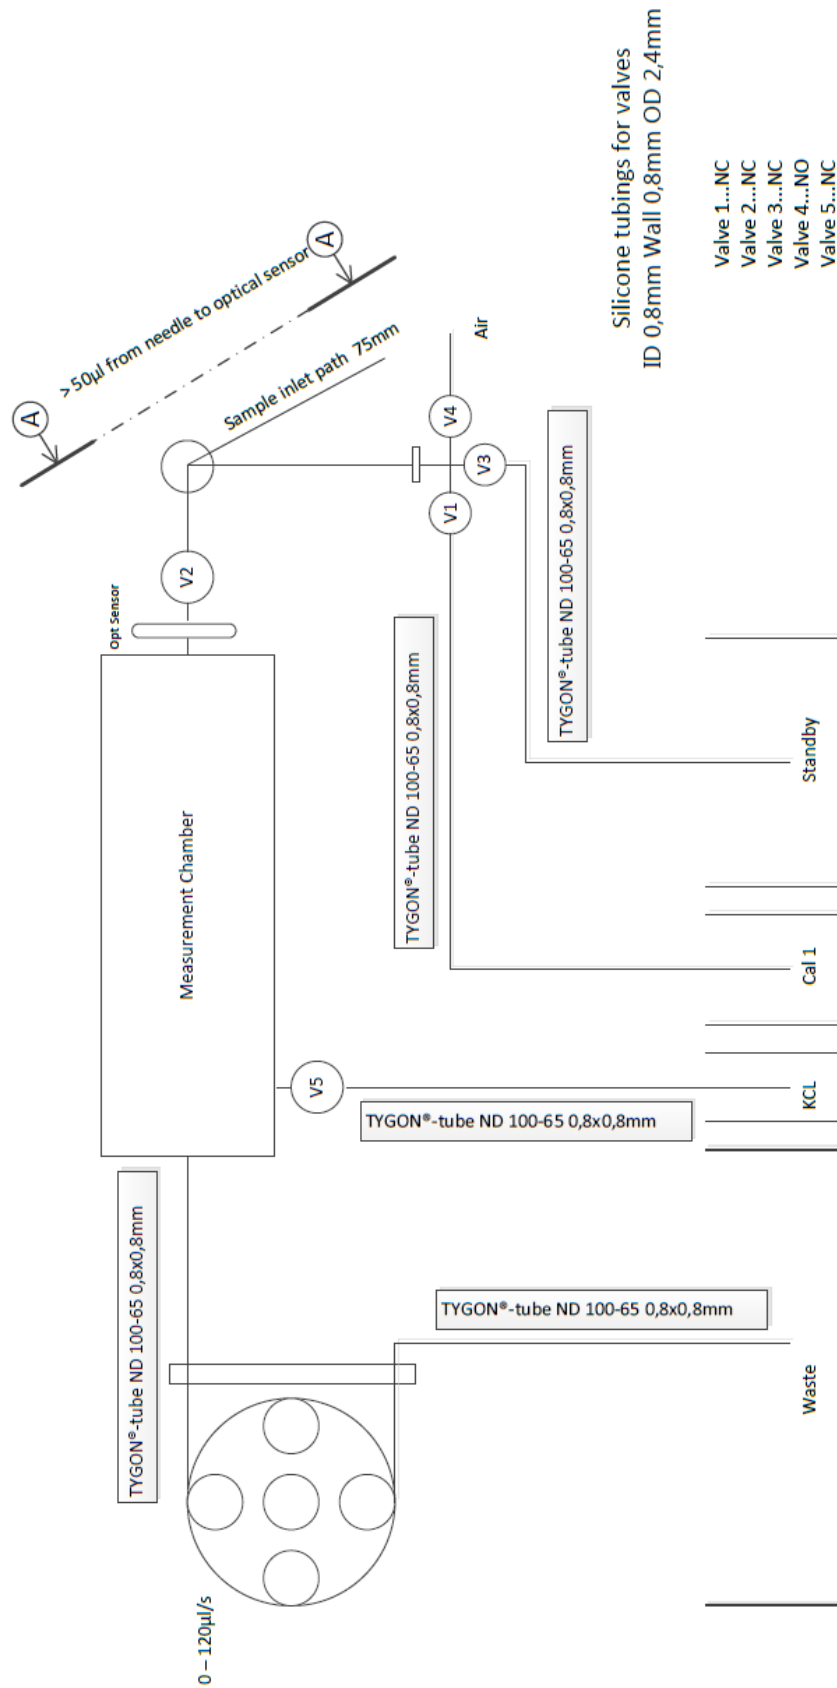 0 – 120µl/s
TYGON®-tube ND 100-65 0,8x0,8mm
Measurement Chamber
Opt Sensor
V2
A
> 50µl from needle to optical sensor
A
Sample inlet path 75mm
V5
TYGON®-tube ND 100-65 0,8x0,8mm
TYGON®-tube ND 100-65 0,8x0,8mm
V1
V3
V4
Air
TYGON®-tube ND 100-65 0,8x0,8mm
TYGON®-tube ND 100-65 0,8x0,8mm
Silicone tubings for valves
ID 0,8mm Wall 0,8mm OD 2,4mm
Waste
KCL
Cal 1
Standby
Valve 1...NC
Valve 2...NC
Valve 3...NC
Valve 4...NO
Valve 5...NC